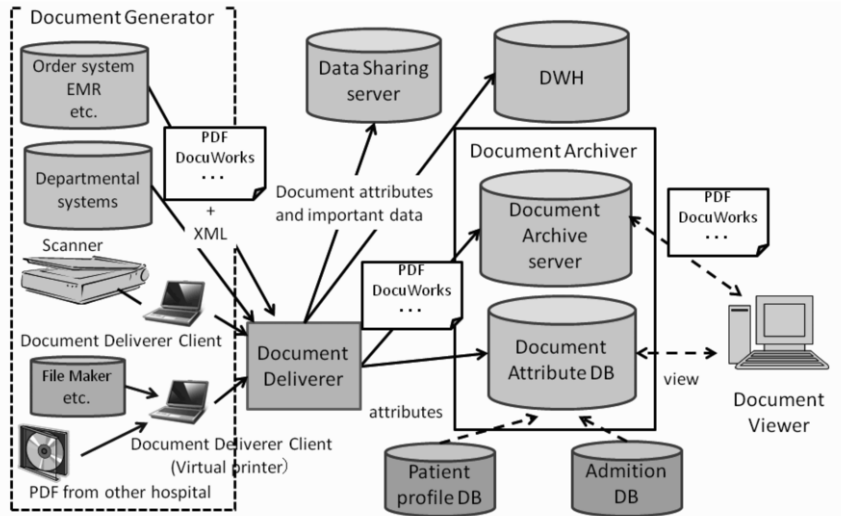 Document Generator
Order system
EMR
etc.
PDF
DocuWorks
...
Departmental
systems
+
XML
Scanner
Document Deliverer Client
File Maker
etc.
Document Deliverer Client
(Virtual printer)
PDF from other hospital
Document
Deliverer
Data Sharing
server
DWH
Document attributes
and important data
PDF
DocuWorks
...
attributes
Document Archiver
Document
Archive
server
Document
Attribute DB
Patient
profile DB
Admition
DB
PDF
DocuWorks
...
view
Document
Viewer